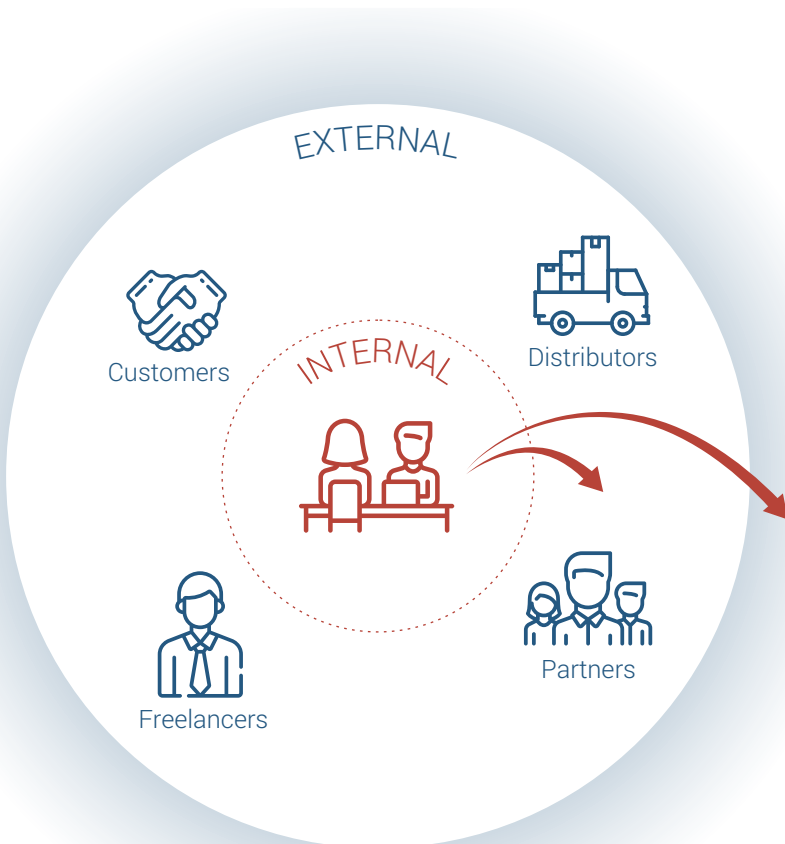 EXTERNAL
Customers
Distributors
INTERNAL
Freelancers
Partners